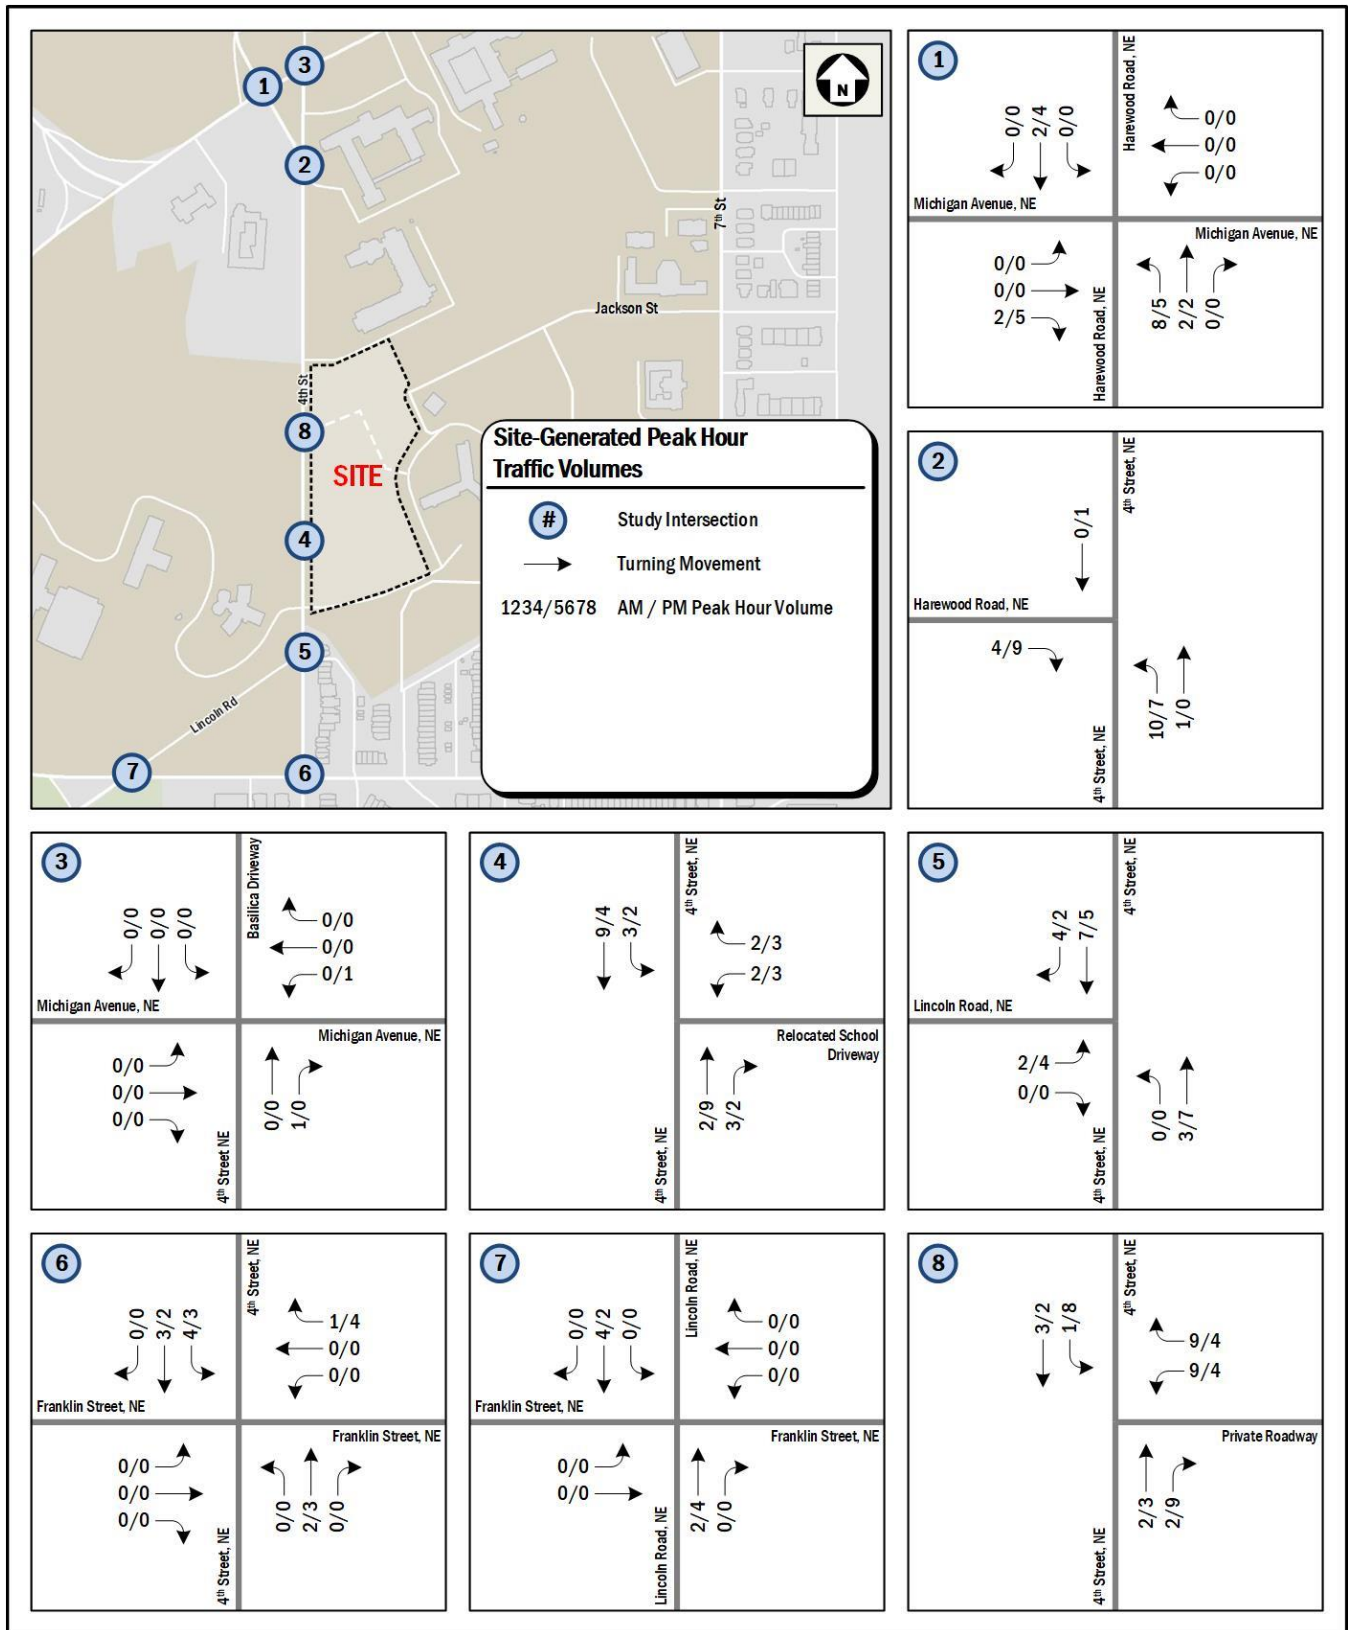 1
3
2
N
7th St
Jackson St
4th St
8
SITE
4
5
Lincoln Rd
7
6
Site-Generated Peak Hour
Traffic Volumes
# Study Intersection
Turning Movement
1234/5678 AM / PM Peak Hour Volume
1
Harewood Road, NE
0/0 2/4 0/0
0/0
0/0
0/0
Michigan Avenue, NE
Michigan Avenue, NE
0/0
0/0
2/5
Harewood Road, NE
8/5 2/2 0/0
2
4th Street, NE
0/1
Harewood Road, NE
4/9
4th Street, NE
10/7 1/0
3
Basilica Driveway
0/0 0/0 0/0
0/0
0/0
0/1
Michigan Avenue, NE
Michigan Avenue, NE
0/0
0/0
0/0
4th Street NE
0/0 1/0
4
4th Street, NE
9/4 3/2
2/3
2/3
Relocated School
Driveway
4th Street, NE
2/9 3/2
5
4th Street, NE
4/2 7/5
Lincoln Road, NE
2/4
0/0
4th Street, NE
0/0 3/7
6
4th Street, NE
0/0 3/2 4/3
1/4
0/0
0/0
Franklin Street, NE
Franklin Street, NE
0/0
0/0
0/0
4th Street, NE
0/0 2/3 0/0
7
Lincoln Road, NE
0/0 4/2 0/0
0/0
0/0
0/0
Franklin Street, NE
Franklin Street, NE
0/0
0/0
Lincoln Road, NE
2/4 0/0
8
4th Street, NE
3/2 1/8
9/4
9/4
Private Roadway
4th Street, NE
2/3 2/9